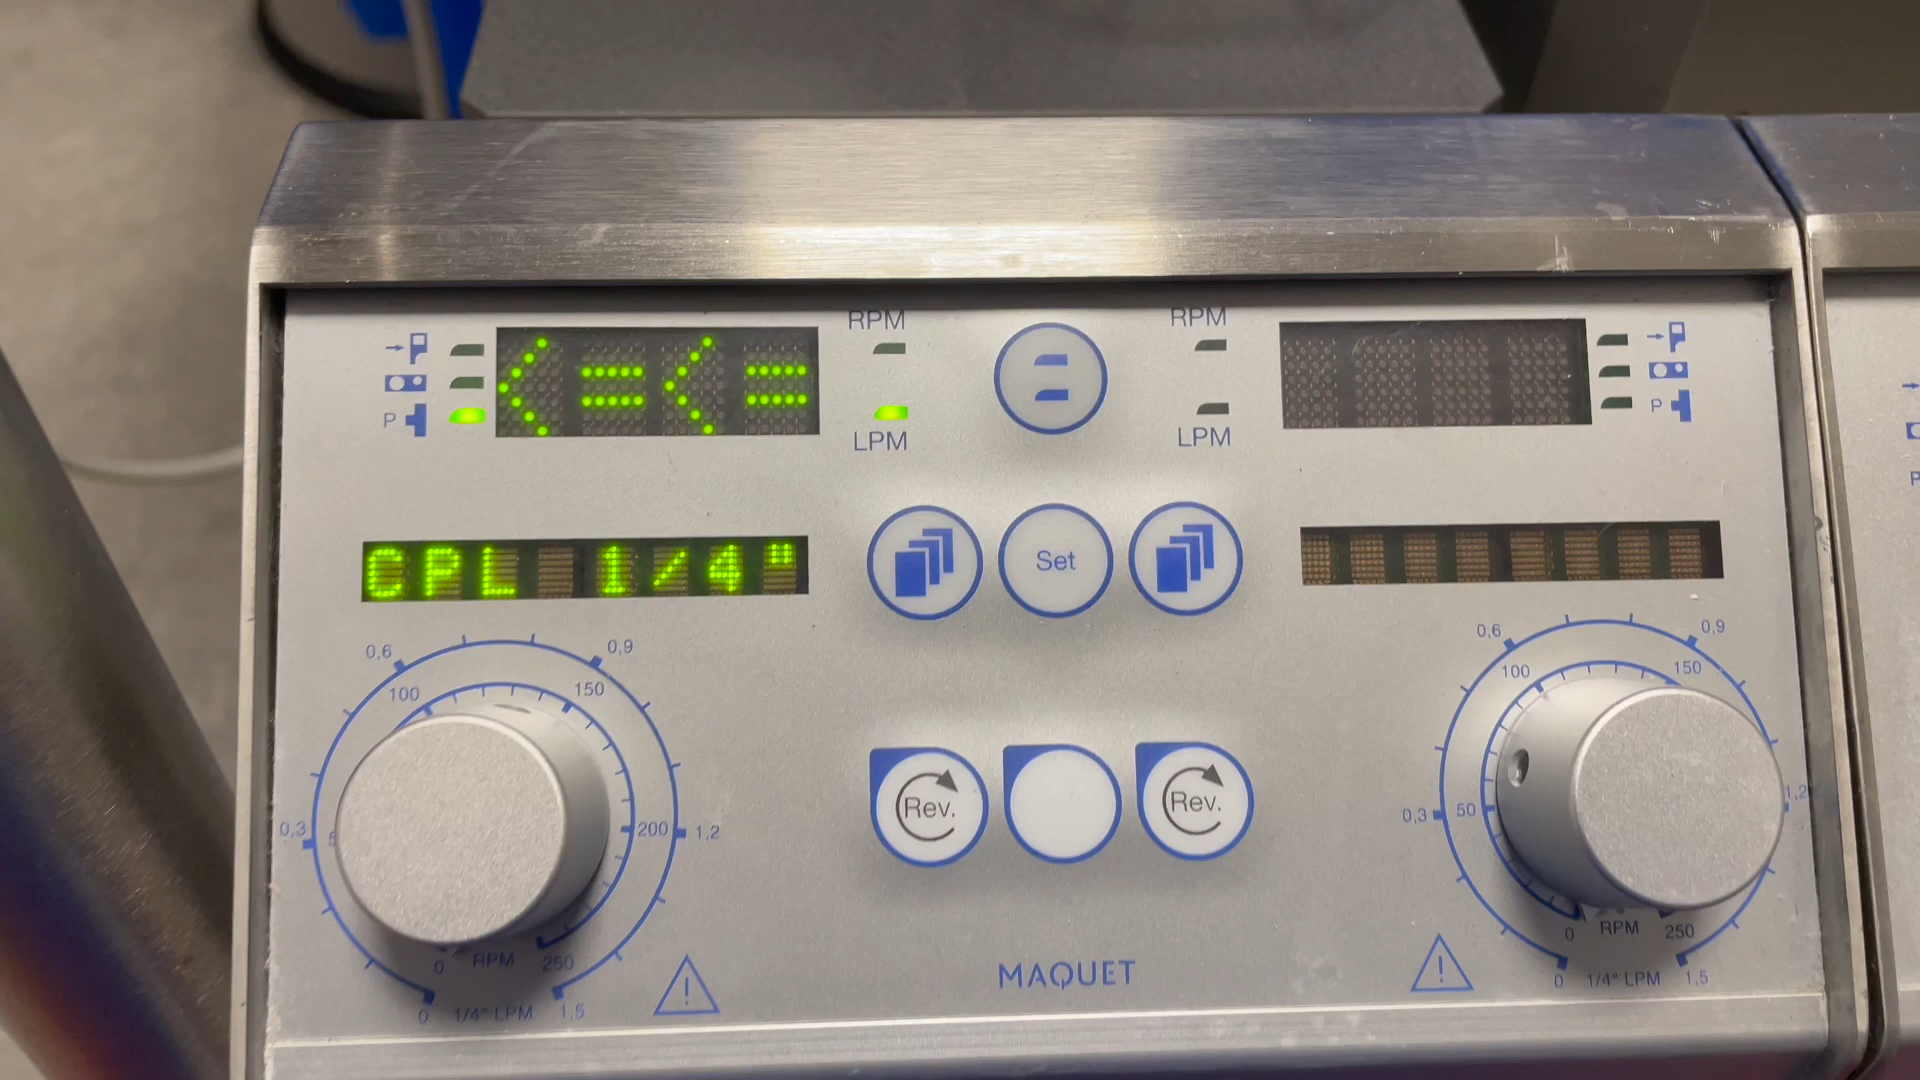 RPM
RPM
<=<=
P
P
LPM
LPM
CPL 1/4"
Set
0,6
0,9
0,6
0,9
100
150
100
150
Rev.
Rev.
0,3
200
1,2
0,3
50
1,2
0
RPM
250
0
RPM
250
0
1/4" LPM
1,5
0
1/4" LPM
1,5
MAQUET